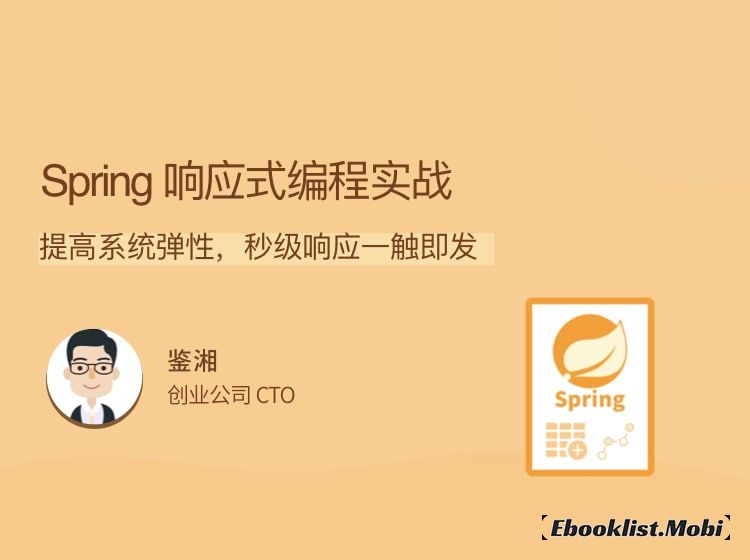 Spring 响应式编程实战
提高系统弹性，秒级响应一触即发
鉴湘
创业公司 CTO
Spring
Ebooklist.Mobi